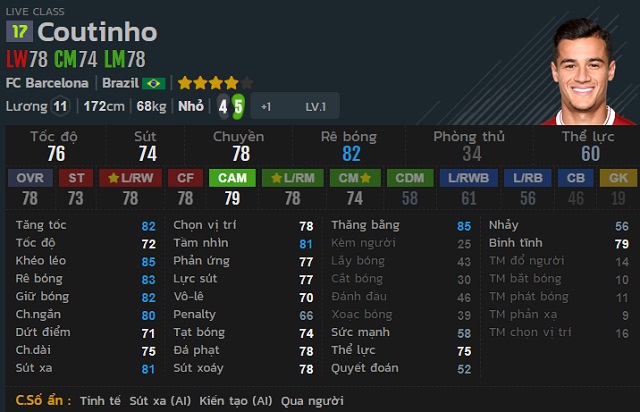 LIVE CLASS
17 Coutinho
LW78 CM74 LM78
FC Barcelona | Brazil
Lương 11 | 172cm | 68kg | Nhỏ | 4 5 +1 LV.1
Tốc độ Sút Chuyền Rê bóng Phòng thủ Thể lực
76 74 78 82 34 60
OVR ST L/RW CF CAM L/RM CM CDM L/RWB L/RB CB GK
78 73 78 78 79 78 74 58 61 56 46 19
Tăng tốc 82 Chọn vị trí 78 Thăng bằng 85 Nhảy 56
Tốc độ 72 Tầm nhìn 81 Kèm người 25 Bình tĩnh 79
Khéo léo 85 Phản ứng 77 Lấy bóng 43 TM đổ người 14
Rê bóng 83 Lực sút 77 Cắt bóng 30 TM bắt bóng 10
Giữ bóng 82 Vô-lê 70 Đánh đầu 46 TM phát bóng 11
Ch.ngắn 80 Penalty 66 Xoạc bóng 39 TM phản xạ 9
Dứt điểm 71 Tạt bóng 74 Sức mạnh 58 TM chọn vị trí 16
Ch.dài 75 Đá phạt 78 Thể lực 75
Sút xa 81 Sút xoáy 78 Quyết đoán 52
C.Số ẩn : Tinh tế Sút xa (AI) Kiến tạo (AI) Qua người